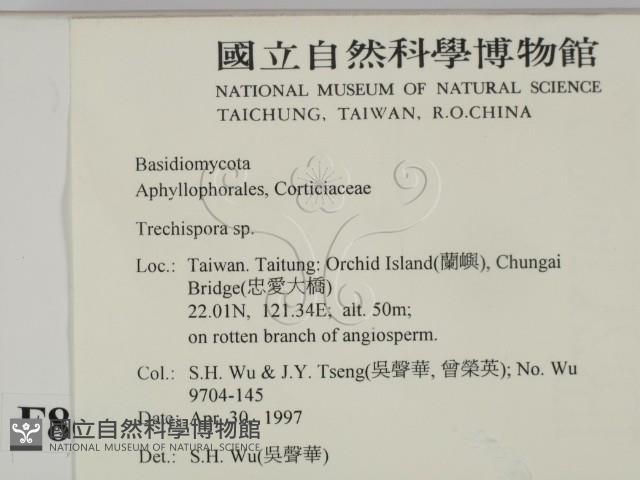 國立自然科學博物館
NATIONAL MUSEUM OF NATURAL SCIENCE
TAICHUNG, TAIWAN, R.O.CHINA
Basidiomycota
Aphyllophorales, Corticiaceae
Trechispora sp.
Loc.: Taiwan. Taitung: Orchid Island(蘭嶼), Chungai
Bridge(忠愛大橋)
22.01N, 121.34E; alt. 50m;
on rotten branch of angiosperm.
Col.: S.H. Wu & J.Y. Tseng(吳聲華, 曾榮英); No. Wu
9704-145
Date: Apr. 30, 1997
Det.: S.H. Wu(吳聲華)
F8
國立自然科學博物館
NATIONAL MUSEUM OF NATURAL SCIENCE